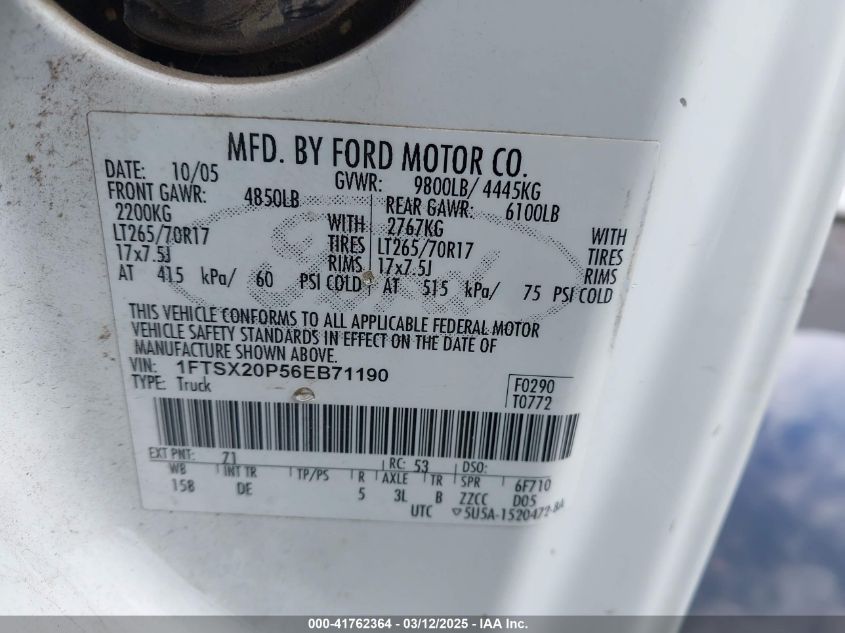 MFD. BY FORD MOTOR CO.
DATE: 10/05 GVWR: 9800LB/ 4445KG
FRONT GAWR: 4850LB REAR GAWR: 6100LB
2200KG WITH 2767KG WITH
LT265/70R17 TIRES LT265/70R17 TIRES
17x7.5J RIMS 17x7.5J RIMS
AT 415 kPa/ 60 PSI COLD AT 515 kPa/ 75 PSI COLD
THIS VEHICLE CONFORMS TO ALL APPLICABLE FEDERAL MOTOR
VEHICLE SAFETY STANDARDS IN EFFECT ON THE DATE OF
MANUFACTURE SHOWN ABOVE.
VIN: 1FTSX20P56EB71190
TYPE: Truck
F0290
T0772
EXT PNT: Z1 RC: 53 DSO:
WB INT TR TP/PS R AXLE TR SPR 6F710
158 DE 5 3L B ZZCC D05
UTC ▽5U5A-1520472-BA
Ford
000-41762364 - 03/12/2025 - IAA Inc.